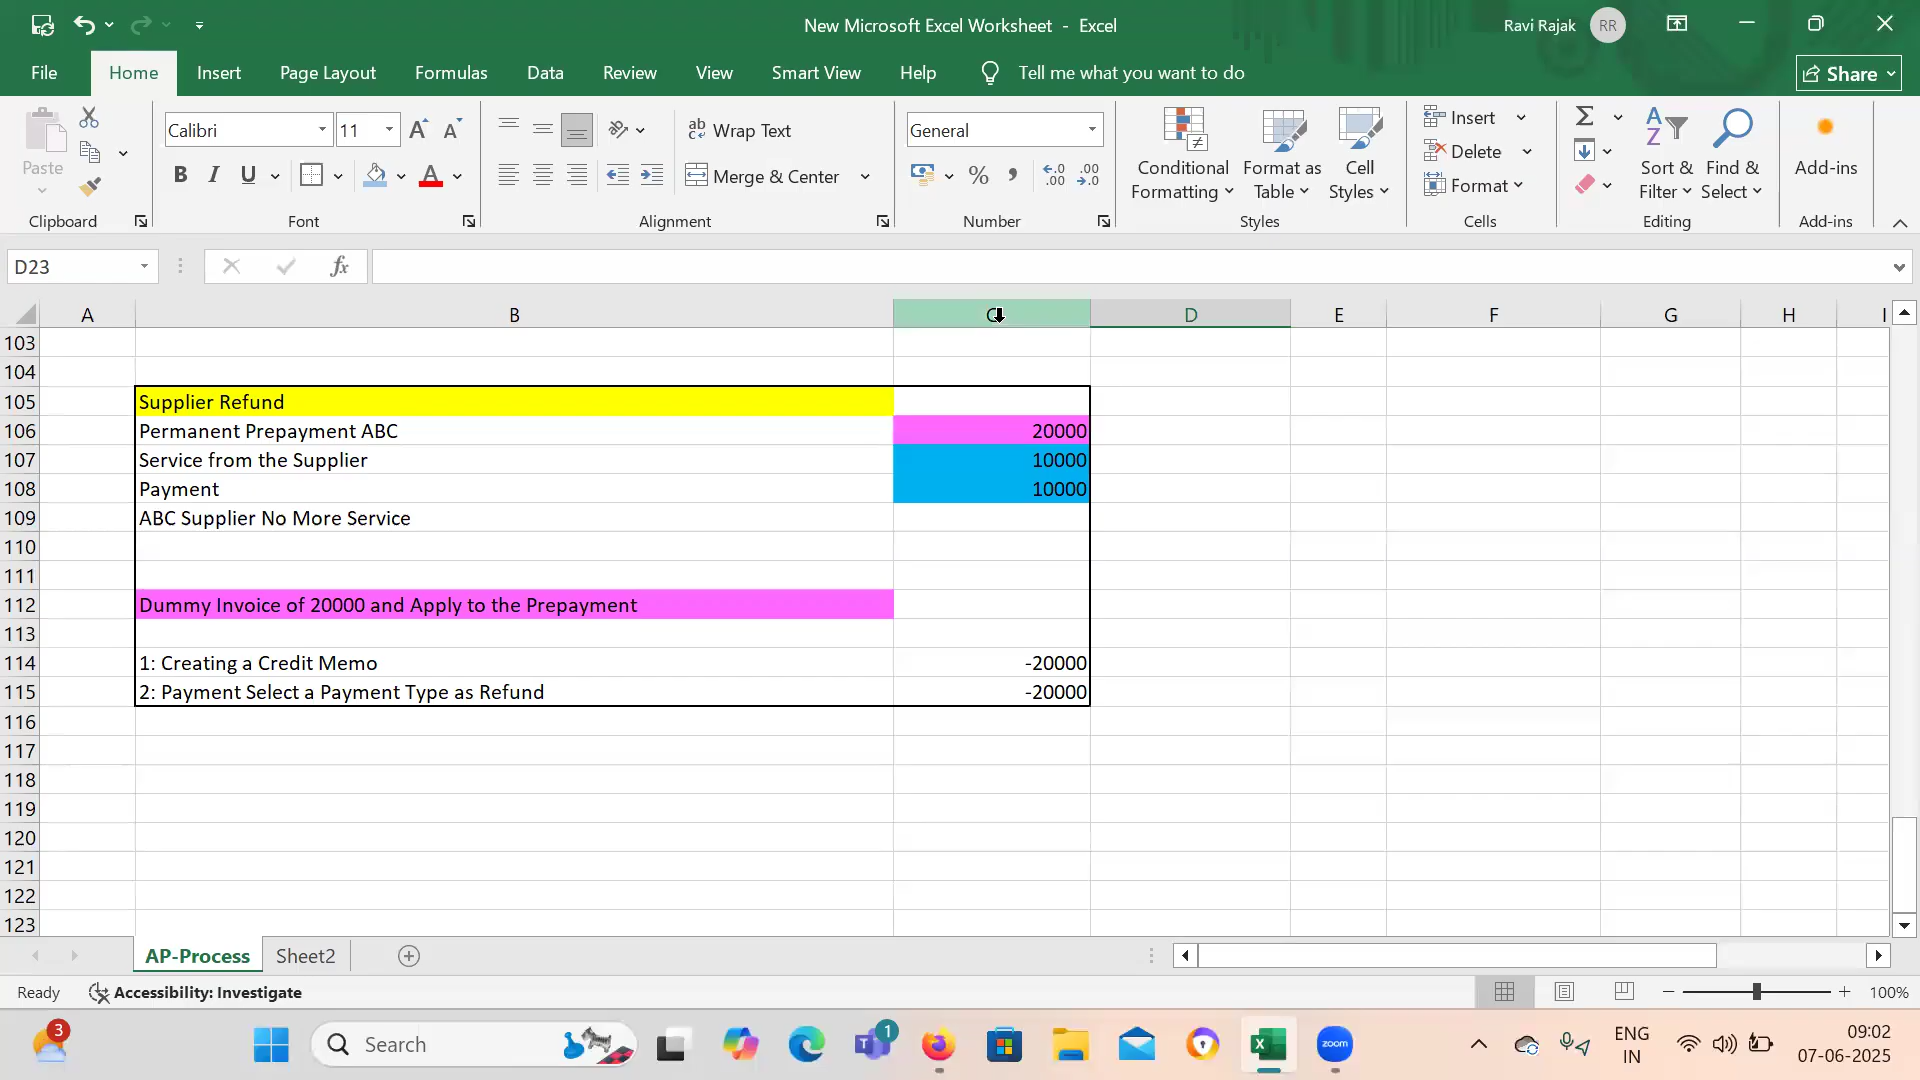 New Microsoft Excel Worksheet - Excel
Ravi Rajak RR
File Home Insert Page Layout Formulas Data Review View Smart View Help Tell me what you want to do Share
Paste
Clipboard
Calibri 11
B I U
Font
Wrap Text
Merge & Center
Alignment
General
%
Number
Conditional Formatting
Format as Table
Cell Styles
Styles
Insert
Delete
Format
Cells
Sort & Filter
Find & Select
Editing
Add-ins
Add-ins
D23 fx
A B C D E F G H I
103
104
105 Supplier Refund
106 Permanent Prepayment ABC 20000
107 Service from the Supplier 10000
108 Payment 10000
109 ABC Supplier No More Service
110
111
112 Dummy Invoice of 20000 and Apply to the Prepayment
113
114 1: Creating a Credit Memo -20000
115 2: Payment Select a Payment Type as Refund -20000
116
117
118
119
120
121
122
123
AP-Process Sheet2
Ready Accessibility: Investigate 100%
3 Search 1 zoom ENG IN 09:02 07-06-2025